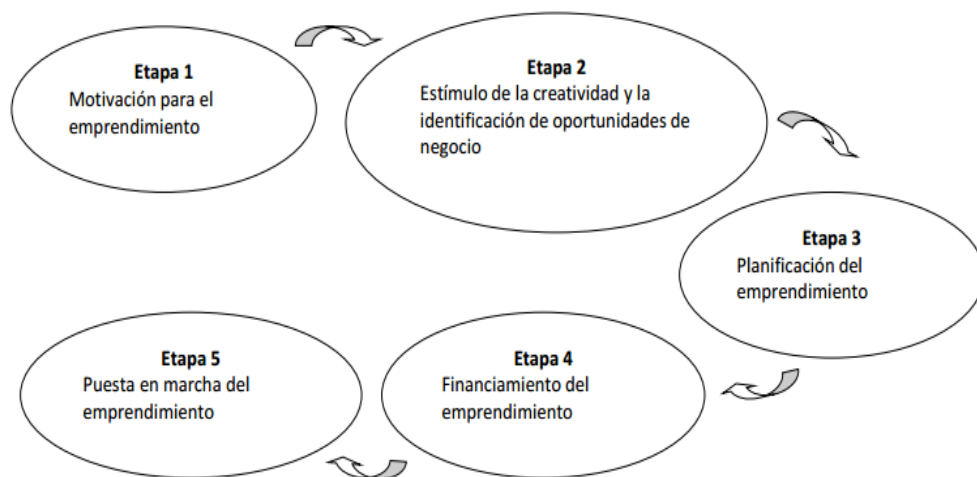 Etapa 1
Motivación para el
emprendimiento
Etapa 2
Estímulo de la creatividad y la
identificación de oportunidades de
negocio
Etapa 3
Planificación del
emprendimiento
Etapa 4
Financiamiento del
emprendimiento
Etapa 5
Puesta en marcha del
emprendimiento